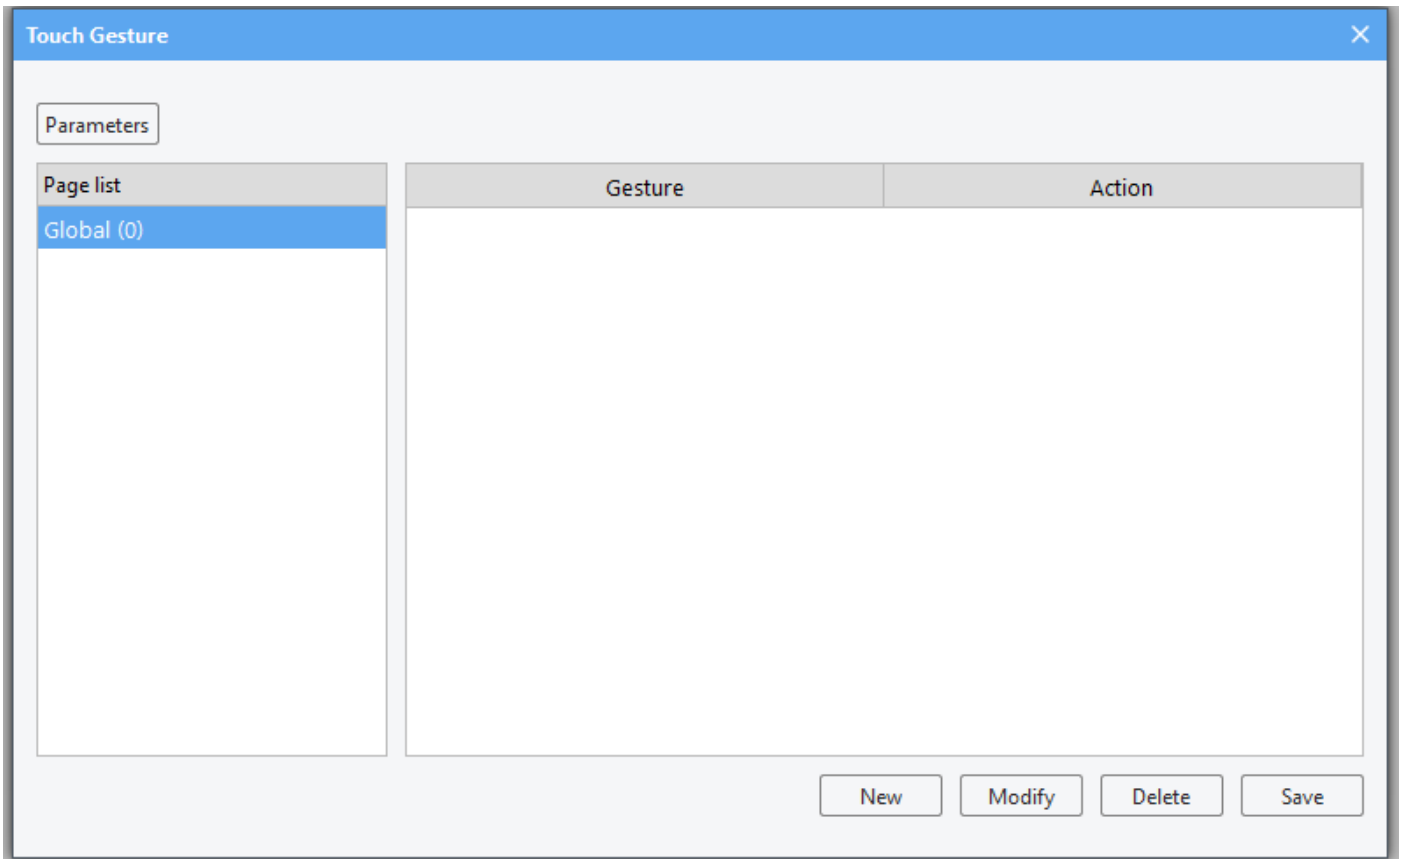 Touch Gesture
Parameters
Page list
Gesture Action
Global (0)
New Modify Delete Save